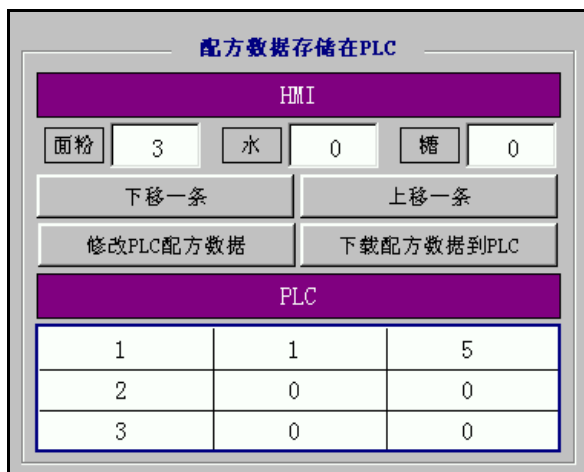 配方数据存储在PLC
HMI
面粉 3 水 0 糖 0
下移一条 上移一条
修改PLC配方数据 下载配方数据到PLC
PLC
1 1 5
2 0 0
3 0 0